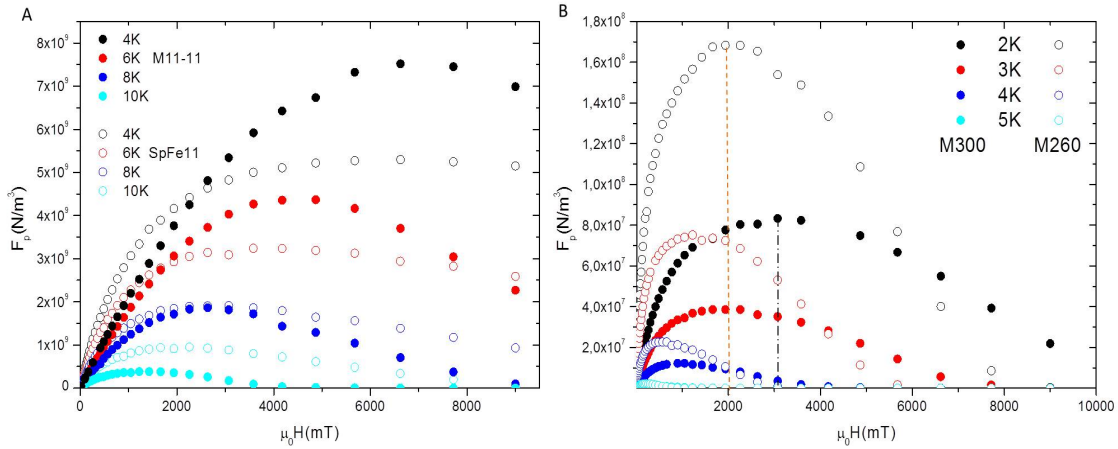 A
8x10⁹
7x10⁹
6x10⁹
5x10⁹
4x10⁹
3x10⁹
2x10⁹
1x10⁹
0
Fₚ(N/m³)
4K
6K M11-11
8K
10K
4K
6K SpFe11
8K
10K
0 2000 4000 6000 8000
μ₀H(mT)
B
1.8x10⁸
1.6x10⁸
1.4x10⁸
1.2x10⁸
1.0x10⁸
8.0x10⁷
6.0x10⁷
4.0x10⁷
2.0x10⁷
Fₚ(N/m³)
2K
3K
4K
5K
M300 M260
2000 4000 6000 8000 10000
μ₀H(mT)